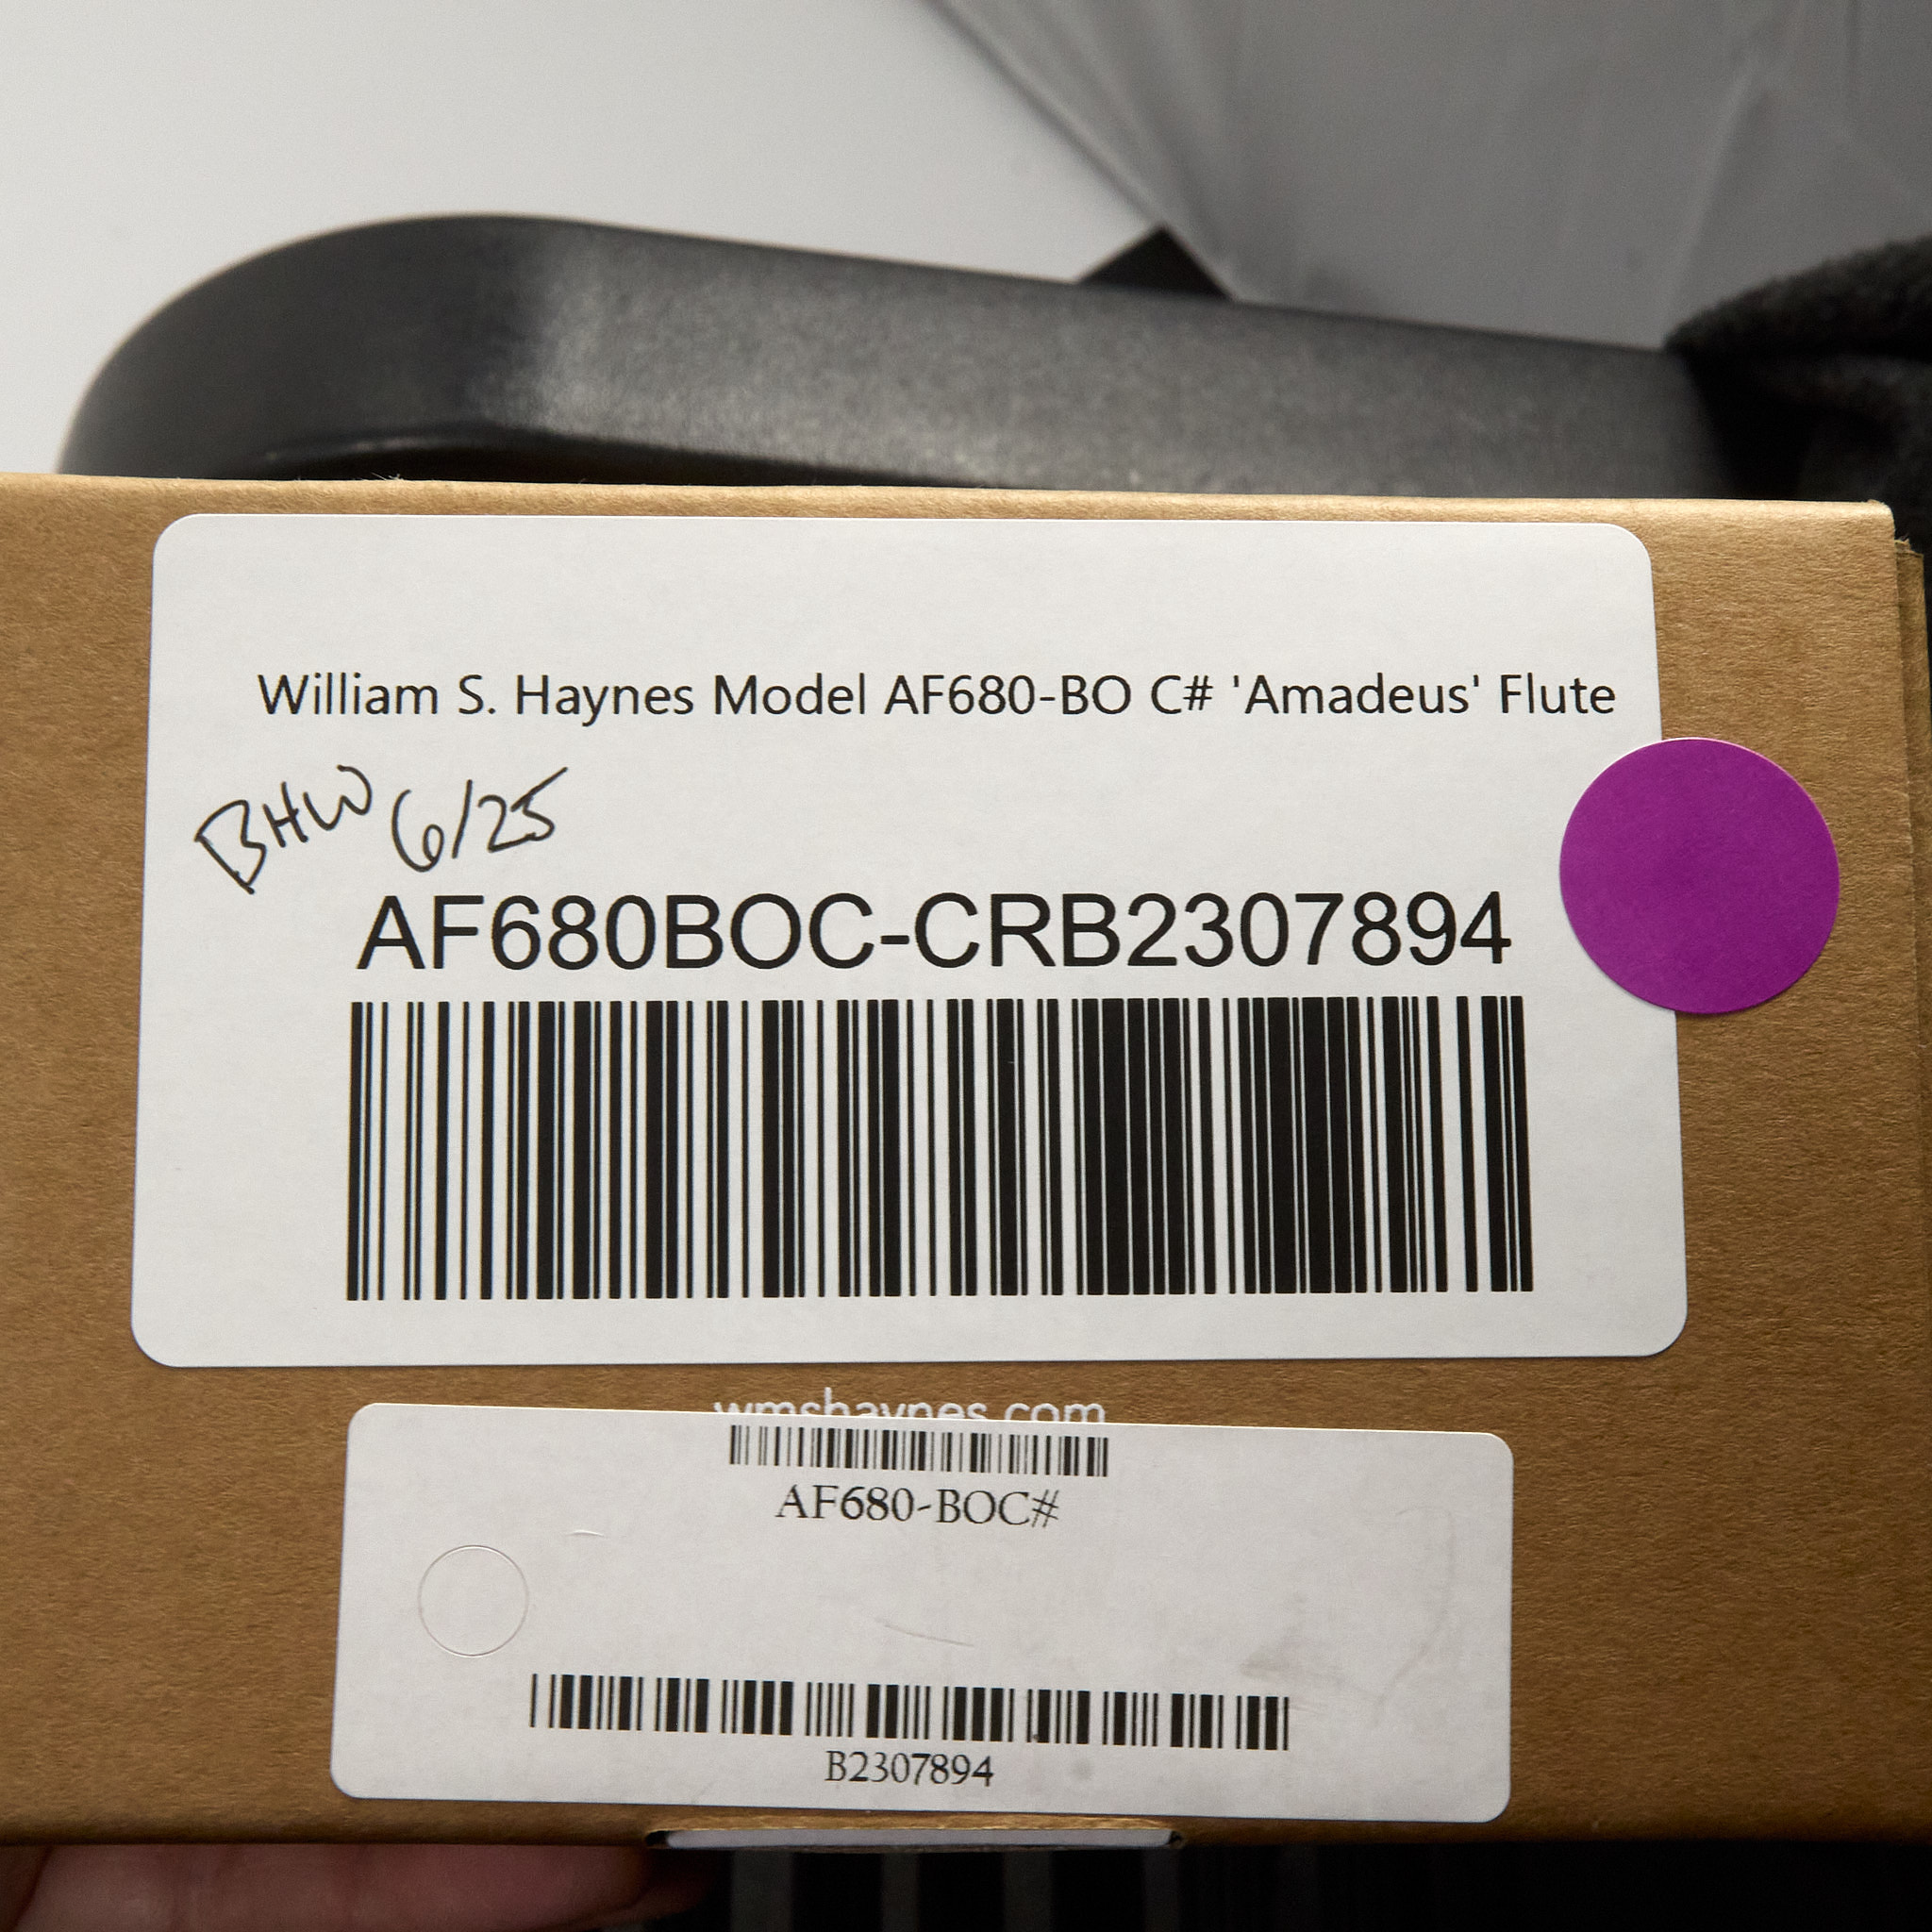 William S. Haynes Model AF680-BO C# 'Amadeus' Flute
BHW 6/25
AF680BOC-CRB2307894
wmshaynes.com
AF680-BOC#
B2307894